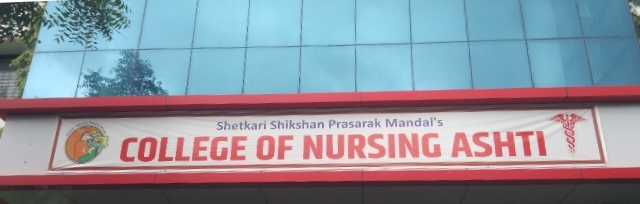 Shetkari Shikshan Prasarak Mandal's
COLLEGE OF NURSING ASHTI